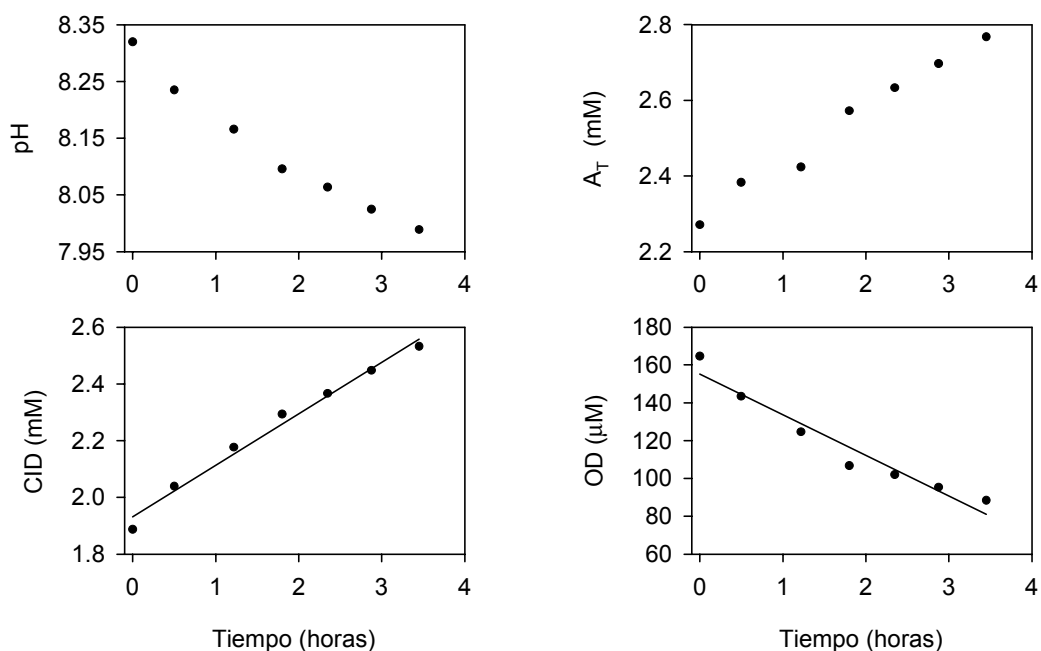 8.35
8.25
8.15
8.05
7.95
pH
0 1 2 3 4
2.8
2.6
2.4
2.2
A_T (mM)
0 1 2 3 4
2.6
2.4
2.2
2.0
1.8
CID (mM)
0 1 2 3 4
Tiempo (horas)
180
160
140
120
100
80
60
OD (μM)
0 1 2 3 4
Tiempo (horas)